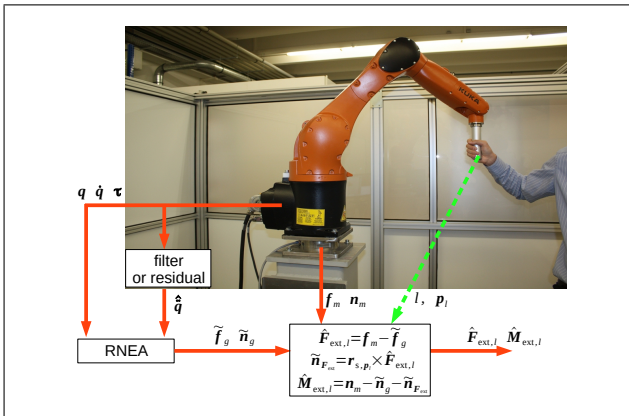 KUKA
q q̇ τ
filter
or residual
q̈̂
f_m n_m
l, p_l
f̃_g ñ_g
RNEA
F̂_ext,l = f_m − f̃_g
ñ_F_ext = r_s,p_l × F̂_ext,l
M̂_ext,l = n_m − ñ_g − ñ_F_ext
F̂_ext,l M̂_ext,l